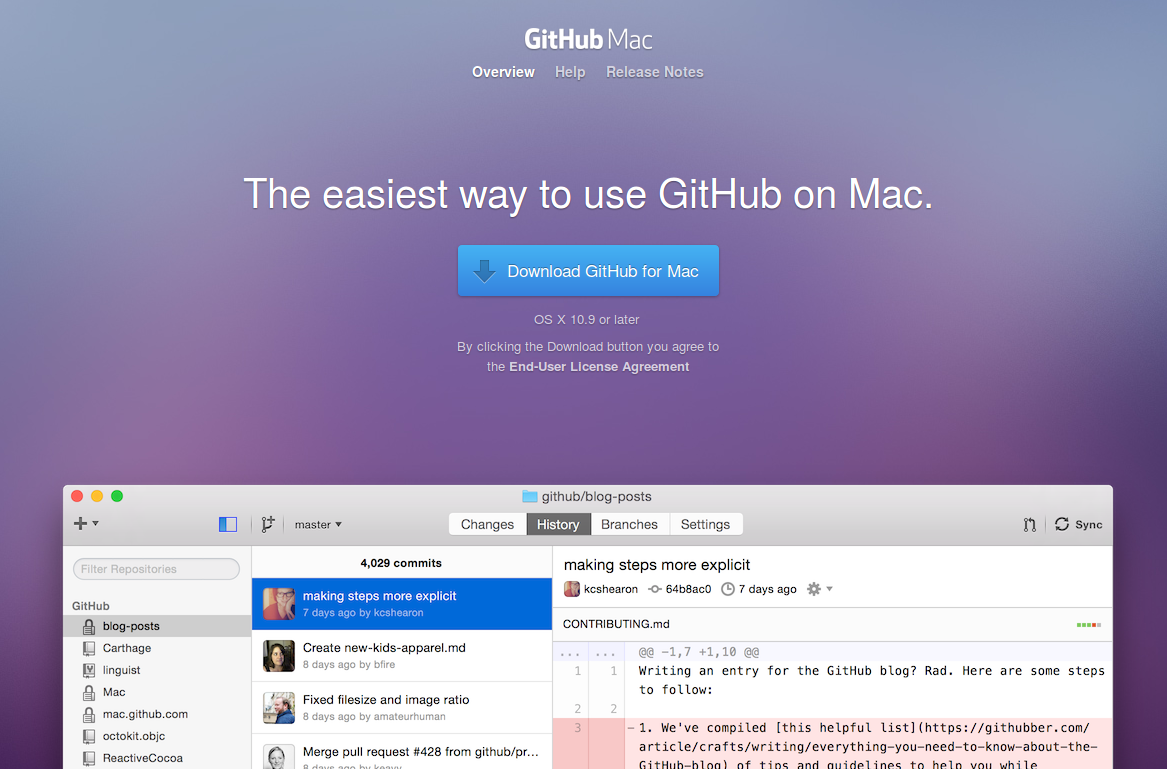 GitHub Mac
Overview Help Release Notes
The easiest way to use GitHub on Mac.
Download GitHub for Mac
OS X 10.9 or later
By clicking the Download button you agree to
the End-User License Agreement
github/blog-posts
master
Changes History Branches Settings
Sync
Filter Repositories
GitHub
blog-posts
Carthage
linguist
Mac
mac.github.com
octokit.objc
ReactiveCocoa
4,029 commits
making steps more explicit
7 days ago by kcshearon
Create new-kids-apparel.md
8 days ago by bfire
Fixed filesize and image ratio
8 days ago by amateurhuman
Merge pull request #428 from github/pr...
8 days ago by keavy
making steps more explicit
kcshearon 64b8ac0 7 days ago
CONTRIBUTING.md
... ... @@ -1,7 +1,10 @@
1 1 Writing an entry for the GitHub blog? Rad. Here are some steps
to follow:
2 2
3 -1. We've compiled [this helpful list](https://githubber.com/
article/crafts/writing/everything-you-need-to-know-about-the-
GitHub-blog) of tips and guidelines to help you while